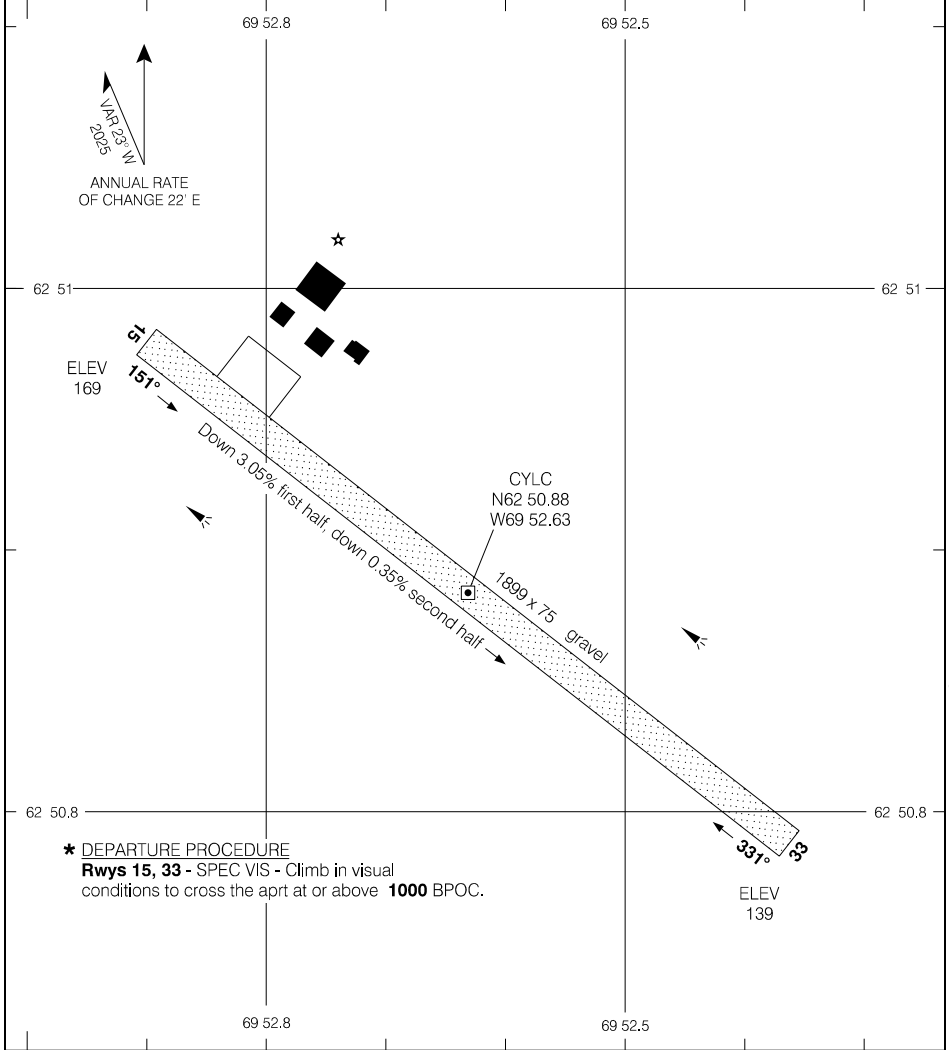 69 52.8
69 52.5
VAR 23° W
2025
ANNUAL RATE
OF CHANGE 22' E
62 51
62 51
15
ELEV
169
151°
Down 3.05% first half, down 0.35% second half
CYLC
N62 50.88
W69 52.63
1899 x 75 gravel
62 50.8
62 50.8
* DEPARTURE PROCEDURE
Rwys 15, 33 - SPEC VIS - Climb in visual
conditions to cross the aprt at or above 1000 BPOC.
331°
33
ELEV
139
69 52.8
69 52.5